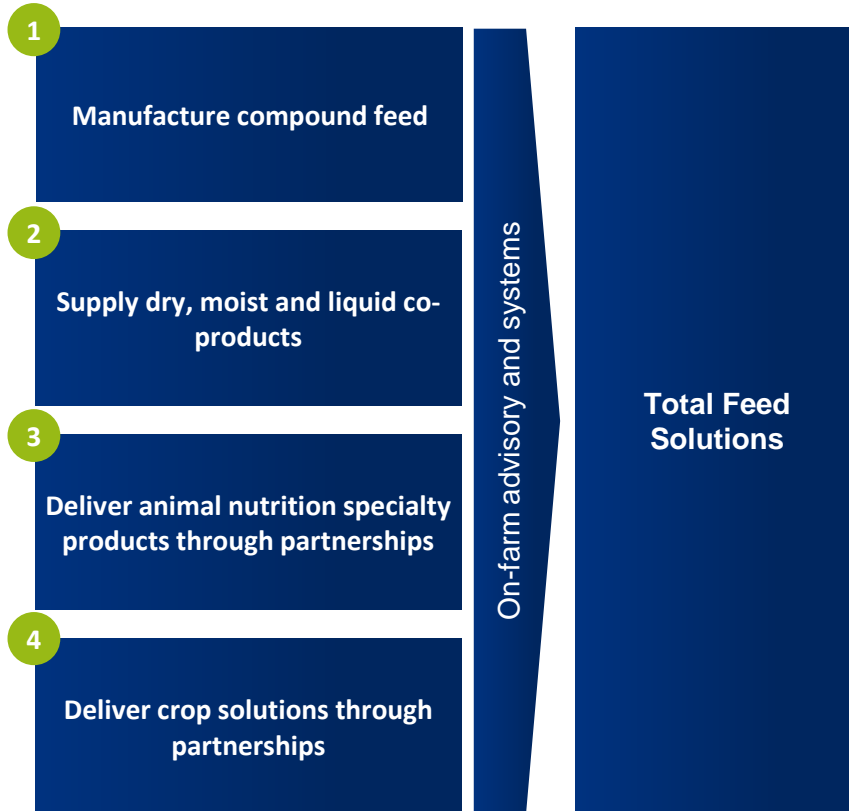 1
Manufacture compound feed
2
Supply dry, moist and liquid co-
products
3
Deliver animal nutrition specialty
products through partnerships
4
Deliver crop solutions through
partnerships
On-farm advisory and systems
Total Feed
Solutions